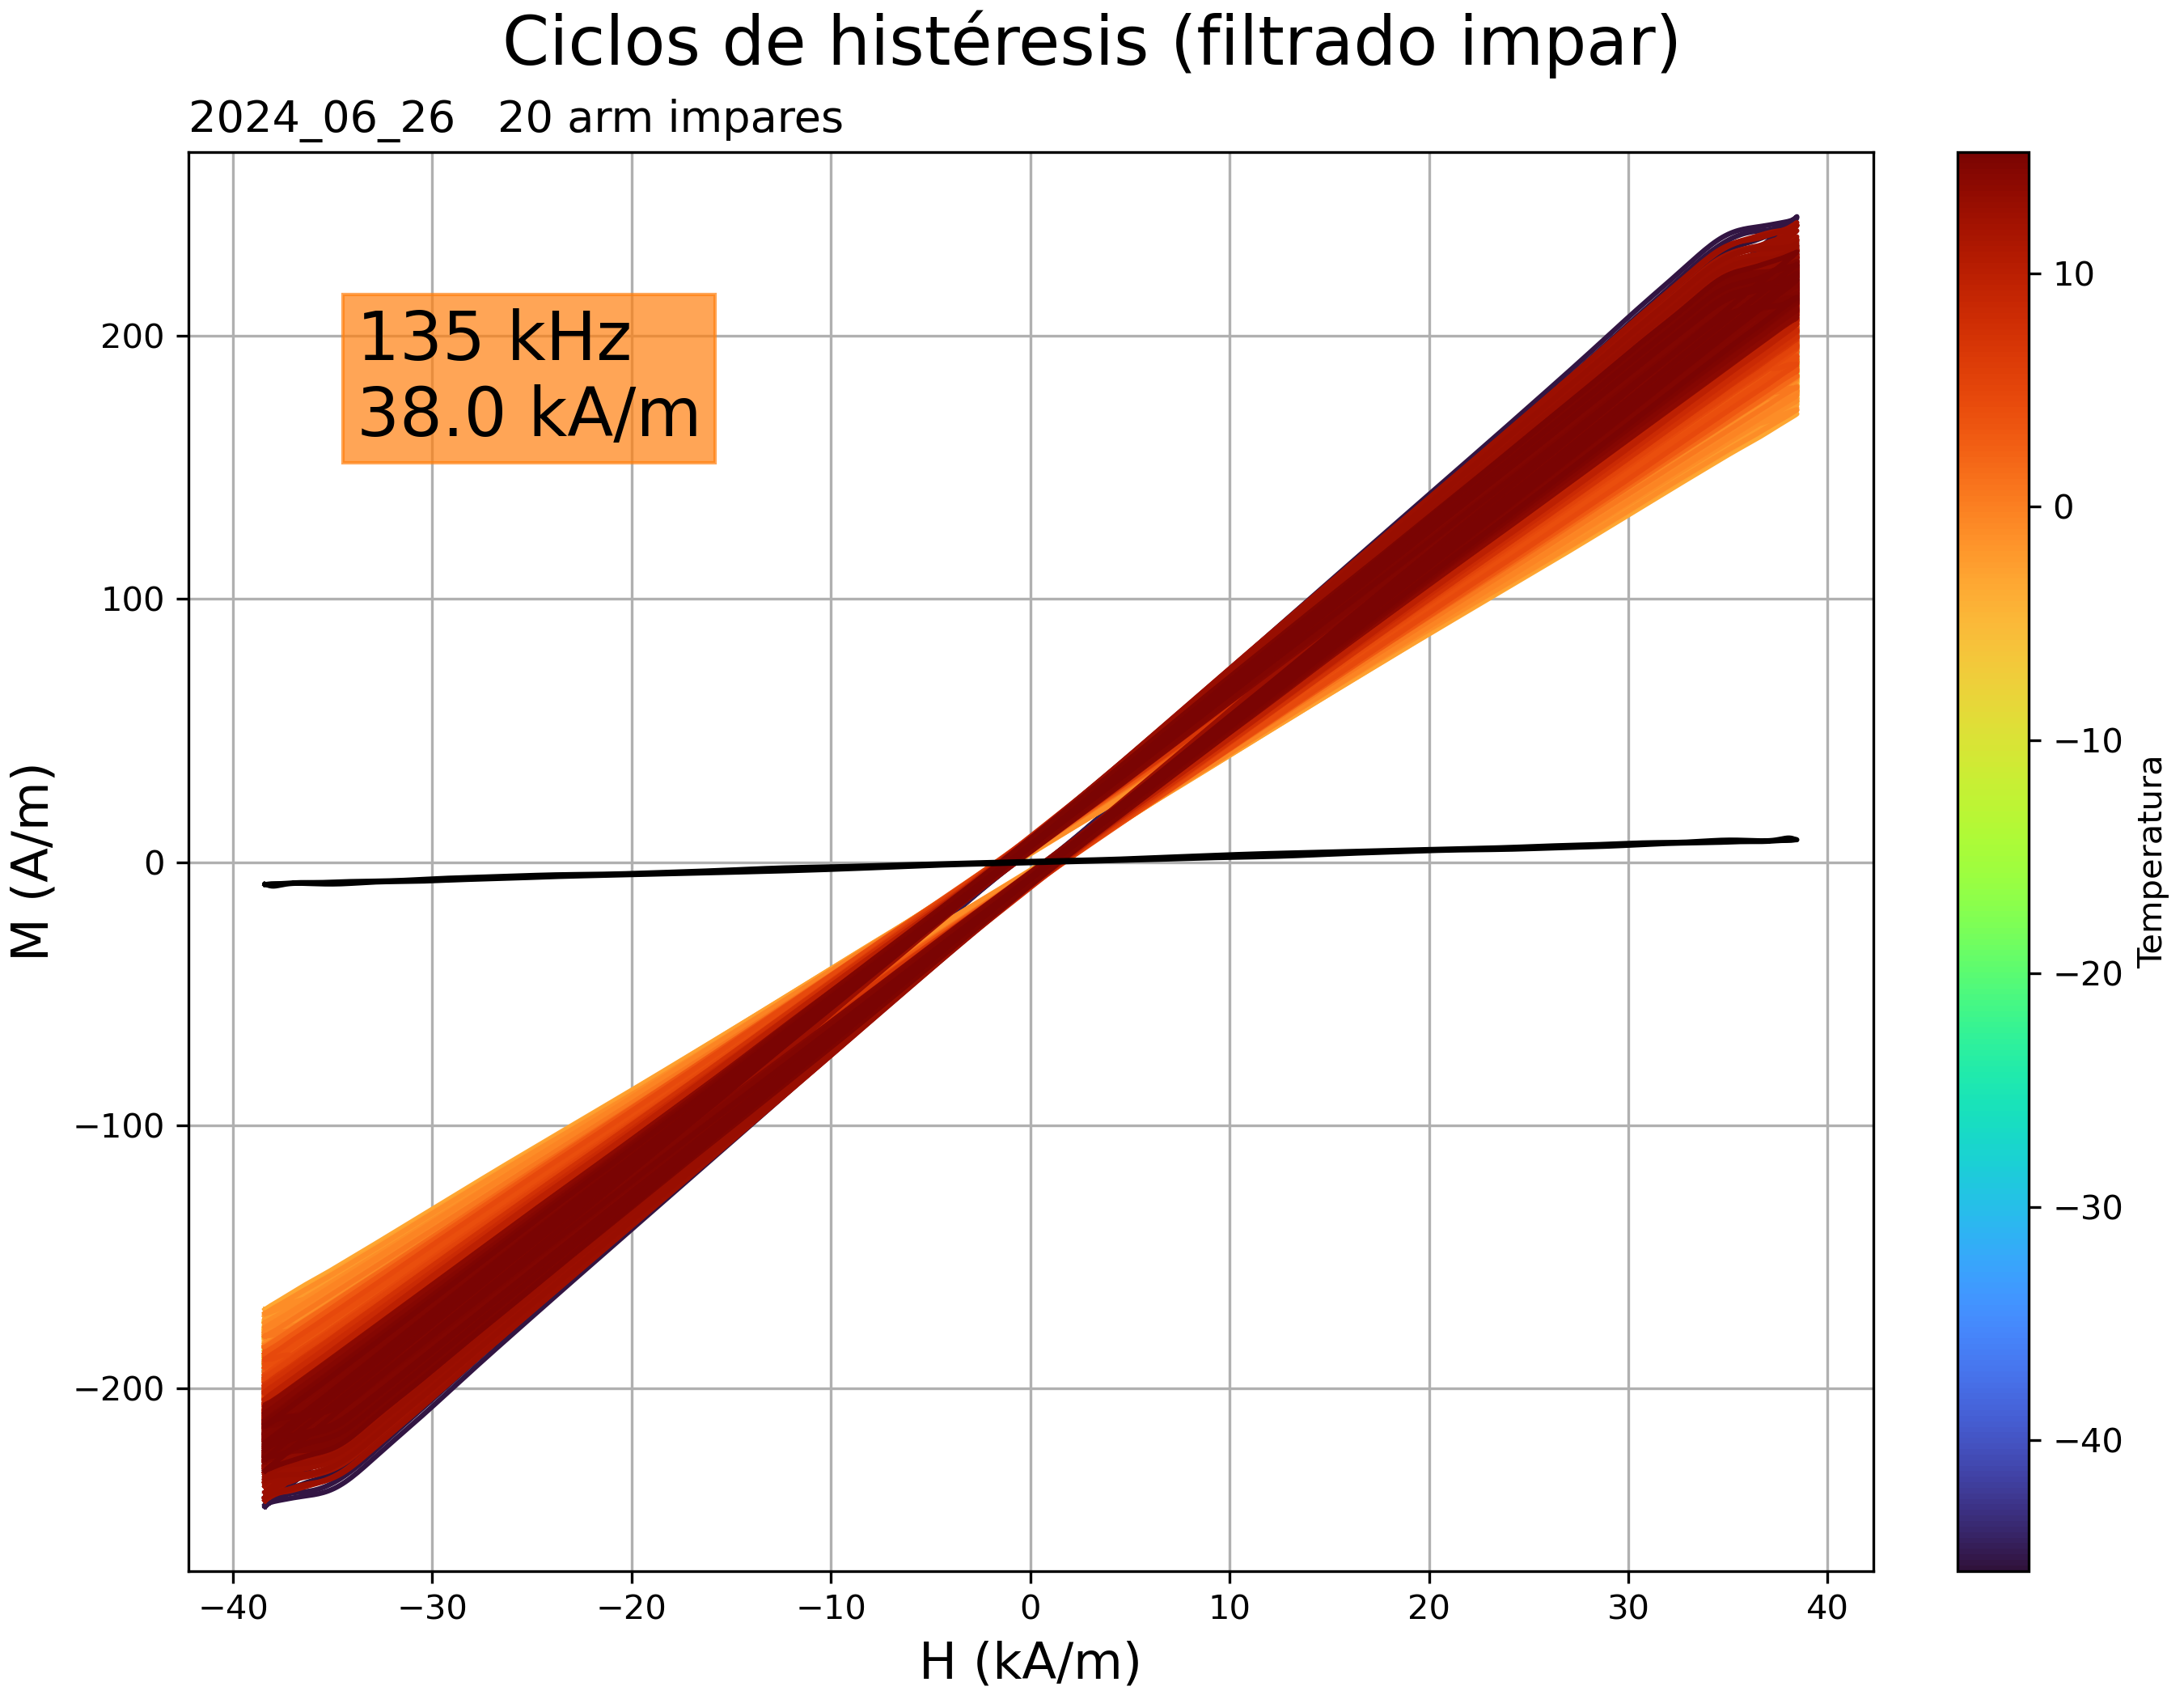 Ciclos de histéresis (filtrado impar)
2024_06_26   20 arm impares
135 kHz
38.0 kA/m
M (A/m)
200
100
0
−100
−200
−40
−30
−20
−10
0
10
20
30
40
H (kA/m)
10
0
−10
−20
−30
−40
Temperatura